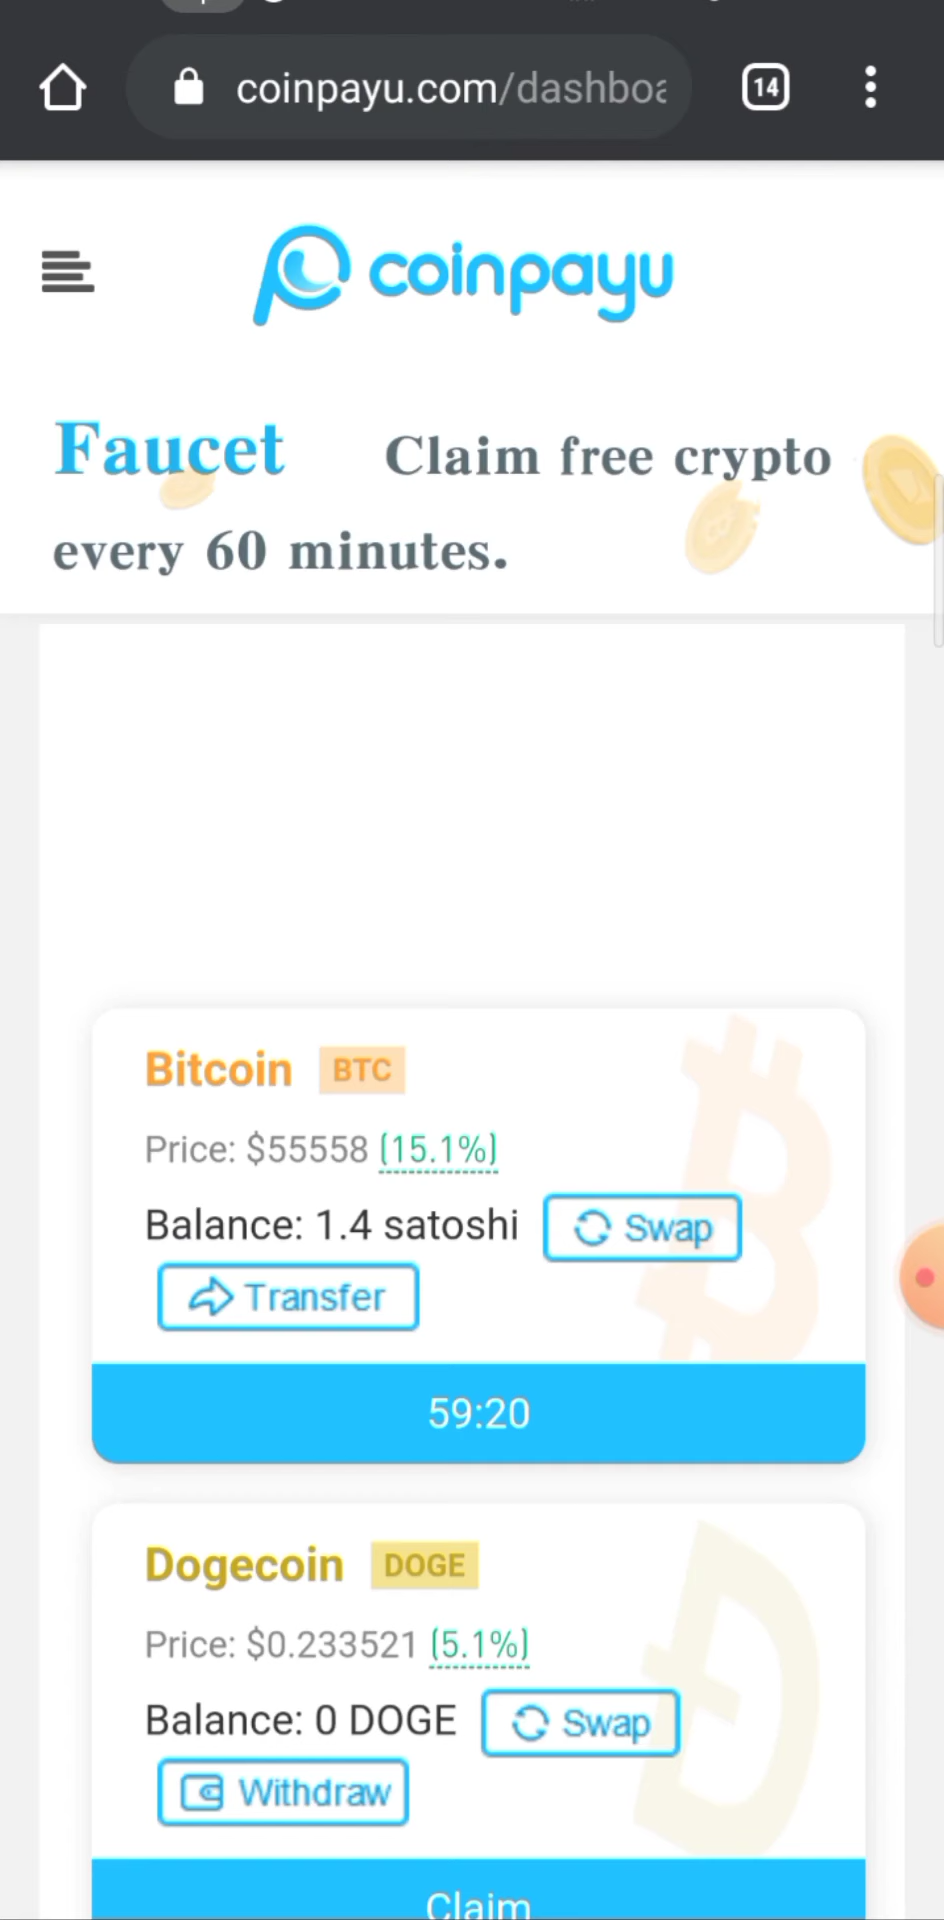 coinpayu.com/dashboa
14
coinpayu
Faucet Claim free crypto
every 60 minutes.
Bitcoin BTC
Price: $55558 (15.1%)
Balance: 1.4 satoshi Swap
Transfer
59:20
Dogecoin DOGE
Price: $0.233521 (5.1%)
Balance: 0 DOGE Swap
Withdraw
Claim